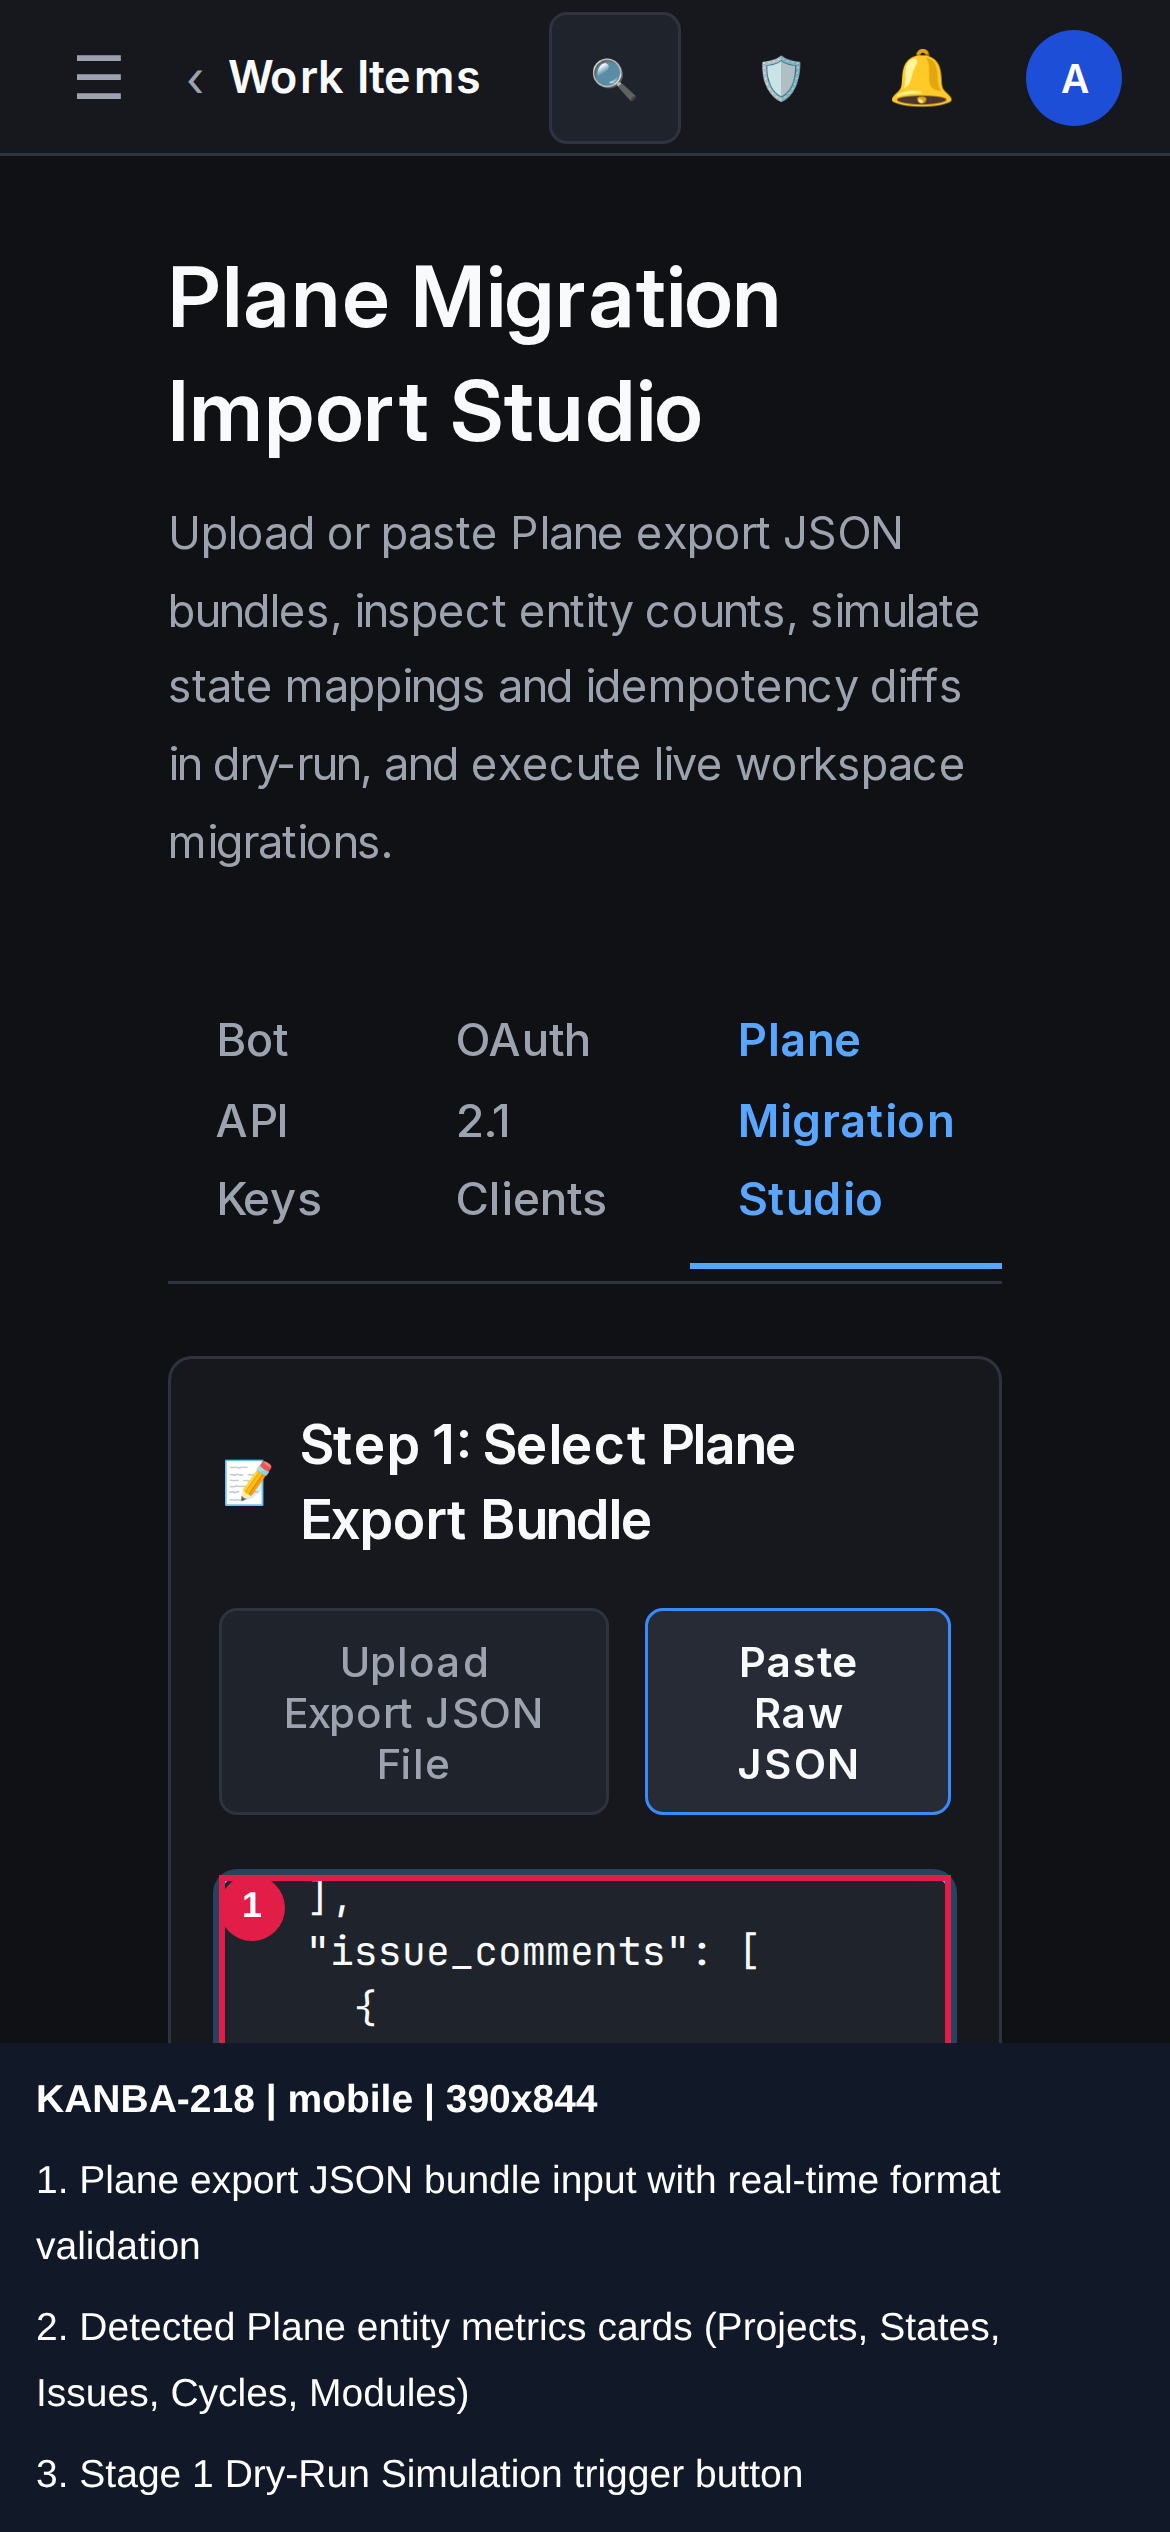 ‹ Work Items
A
Plane Migration
Import Studio
Upload or paste Plane export JSON
bundles, inspect entity counts, simulate
state mappings and idempotency diffs
in dry-run, and execute live workspace
migrations.
Bot API Keys
OAuth 2.1 Clients
Plane Migration Studio
Step 1: Select Plane
Export Bundle
Upload
Export JSON
File
Paste
Raw
JSON
1
],
"issue_comments": [
{
KANBA-218 | mobile | 390x844
1. Plane export JSON bundle input with real-time format
validation
2. Detected Plane entity metrics cards (Projects, States,
Issues, Cycles, Modules)
3. Stage 1 Dry-Run Simulation trigger button